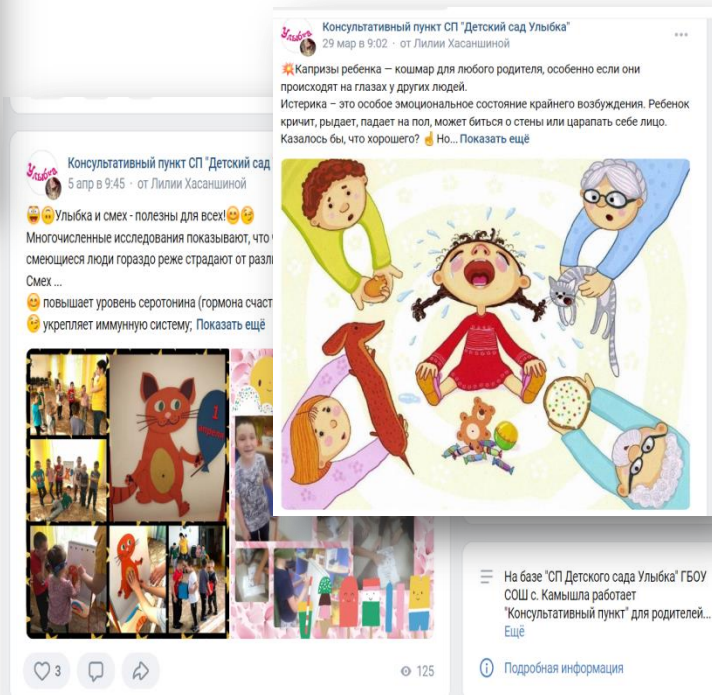 Улыбка
Консультативный пункт СП "Детский сад Улыбка"
29 мар в 9:02 · от Лилии Хасаншиной
💥Капризы ребенка — кошмар для любого родителя, особенно если они
происходят на глазах у других людей.
Истерика – это особое эмоциональное состояние крайнего возбуждения. Ребенок
кричит, рыдает, падает на пол, может биться о стены или царапать себе лицо.
Казалось бы, что хорошего? ☝️Но... Показать ещё
Улыбка
Консультативный пункт СП "Детский сад
5 апр в 9:45 · от Лилии Хасаншиной
Улыбка и смех - полезны для всех!
Многочисленные исследования показывают, что
смеющиеся люди гораздо реже страдают от
Смех ...
😊 повышает уровень серотонина (гормона
😉 укрепляет иммунную систему; Показать ещё
1
апреля
3
125
На базе "СП Детского сада Улыбка" ГБОУ
СОШ с. Камышла работает
"Консультативный пункт" для родителей...
Ещё
Подробная информация